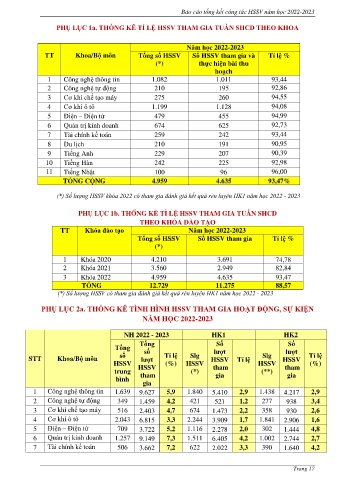 Báo cáo tổng kết công tác HSSV năm học 2022-2023
PHỤ LỤC 1a. THỐNG KÊ TỈ LỆ HSSV THAM GIA TUẦN SHCD THEO KHOA
TT Khoa/Bộ môn Năm học 2022-2023
Tổng số HSSV (*) Số HSSV tham gia và thực hiện bài thu hoạch Tỉ lệ %
1 Công nghệ thông tin 1.082 1.011 93,44
2 Công nghệ tự động 210 195 92,86
3 Cơ khí chế tạo máy 275 260 94,55
4 Cơ khí ô tô 1.199 1.128 94,08
5 Điện – Điện tử 479 455 94,99
6 Quản trị kinh doanh 674 625 92,73
7 Tài chính kế toán 259 242 93,44
8 Du lịch 210 191 90,95
9 Tiếng Anh 229 207 90,39
10 Tiếng Hàn 242 225 92,98
11 Tiếng Nhật 100 96 96,00
TỔNG CỘNG 4.959 4.635 93,47%
(*) Số lượng HSSV khóa 2022 có tham gia đánh giá kết quả rèn luyện HK1 năm học 2022 - 2023
PHỤ LỤC 1b. THỐNG KÊ TỈ LỆ HSSV THAM GIA TUẦN SHCD
THEO KHÓA ĐÀO TẠO
TT Khóa đào tạo Năm học 2022-2023
Tổng số HSSV (*) Số HSSV tham gia Tỉ lệ %
1 Khóa 2020 4.210 3.691 74,78
2 Khóa 2021 3.560 2.949 82,84
3 Khóa 2022 4.959 4.635 93,47
TỔNG 12.729 11.275 88,57
(*) Số lượng HSSV có tham gia đánh giá kết quả rèn luyện HK1 năm học 2022 - 2023
PHỤ LỤC 2a. THỐNG KÊ TÌNH HÌNH HSSV THAM GIA HOẠT ĐỘNG, SỰ KIỆN
NĂM HỌC 2022-2023
STT Khoa/Bộ môn NH 2022 - 2023 HK1 HK2
Tổng số HSSV trung bình Tổng số lượt HSSV tham gia Tỉ lệ (%) Slg HSSV (*) Số lượt HSSV tham gia Tỉ lệ Slg HSSV (**) Số lượt HSSV tham gia Tỉ lệ (%)
1 Công nghệ thông tin 1.639 9.627 5,9 1.840 5.410 2,9 1.438 4.217 2,9
2 Công nghệ tự động 349 1.459 4,2 421 521 1,2 277 938 3,4
3 Cơ khí chế tạo máy 516 2.403 4,7 674 1.473 2,2 358 930 2,6
4 Cơ khí ô tô 2.043 6.815 3,3 2.244 3.909 1,7 1.841 2.906 1,6
5 Điện – Điện tử 709 3.722 5,2 1.116 2.278 2,0 302 1.444 4,8
6 Quản trị kinh doanh 1.257 9.149 7,3 1.511 6.405 4,2 1.002 2.744 2,7
7 Tài chính kế toán 506 3.662 7,2 622 2.022 3,3 390 1.640 4,2
Trang 17